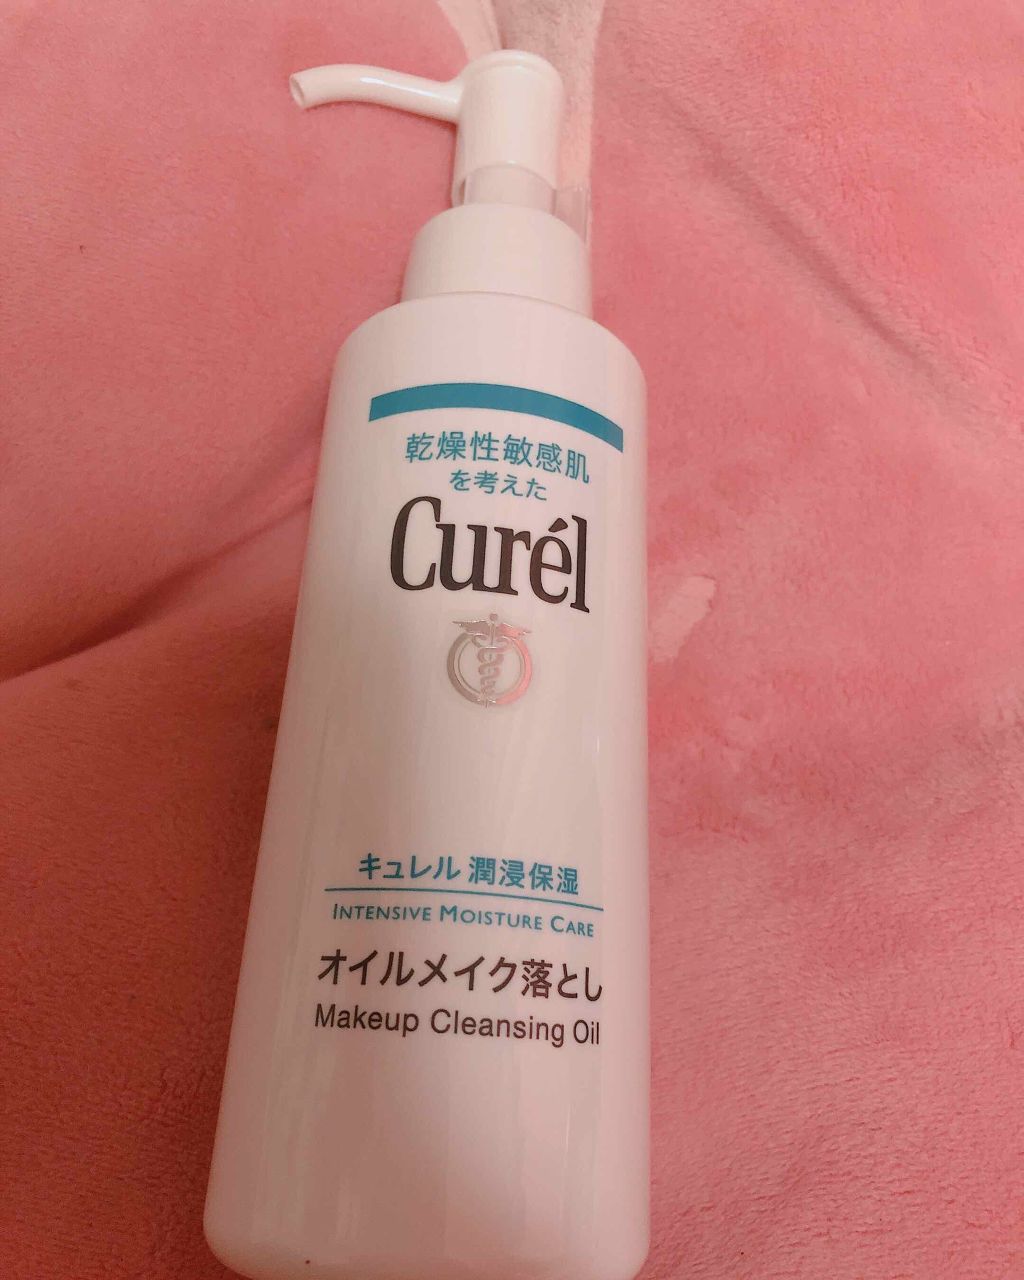 乾燥性敏感肌
を考えた
Curél
キュレル 潤浸保湿
INTENSIVE MOISTURE CARE
オイルメイク落とし
Makeup Cleansing Oil